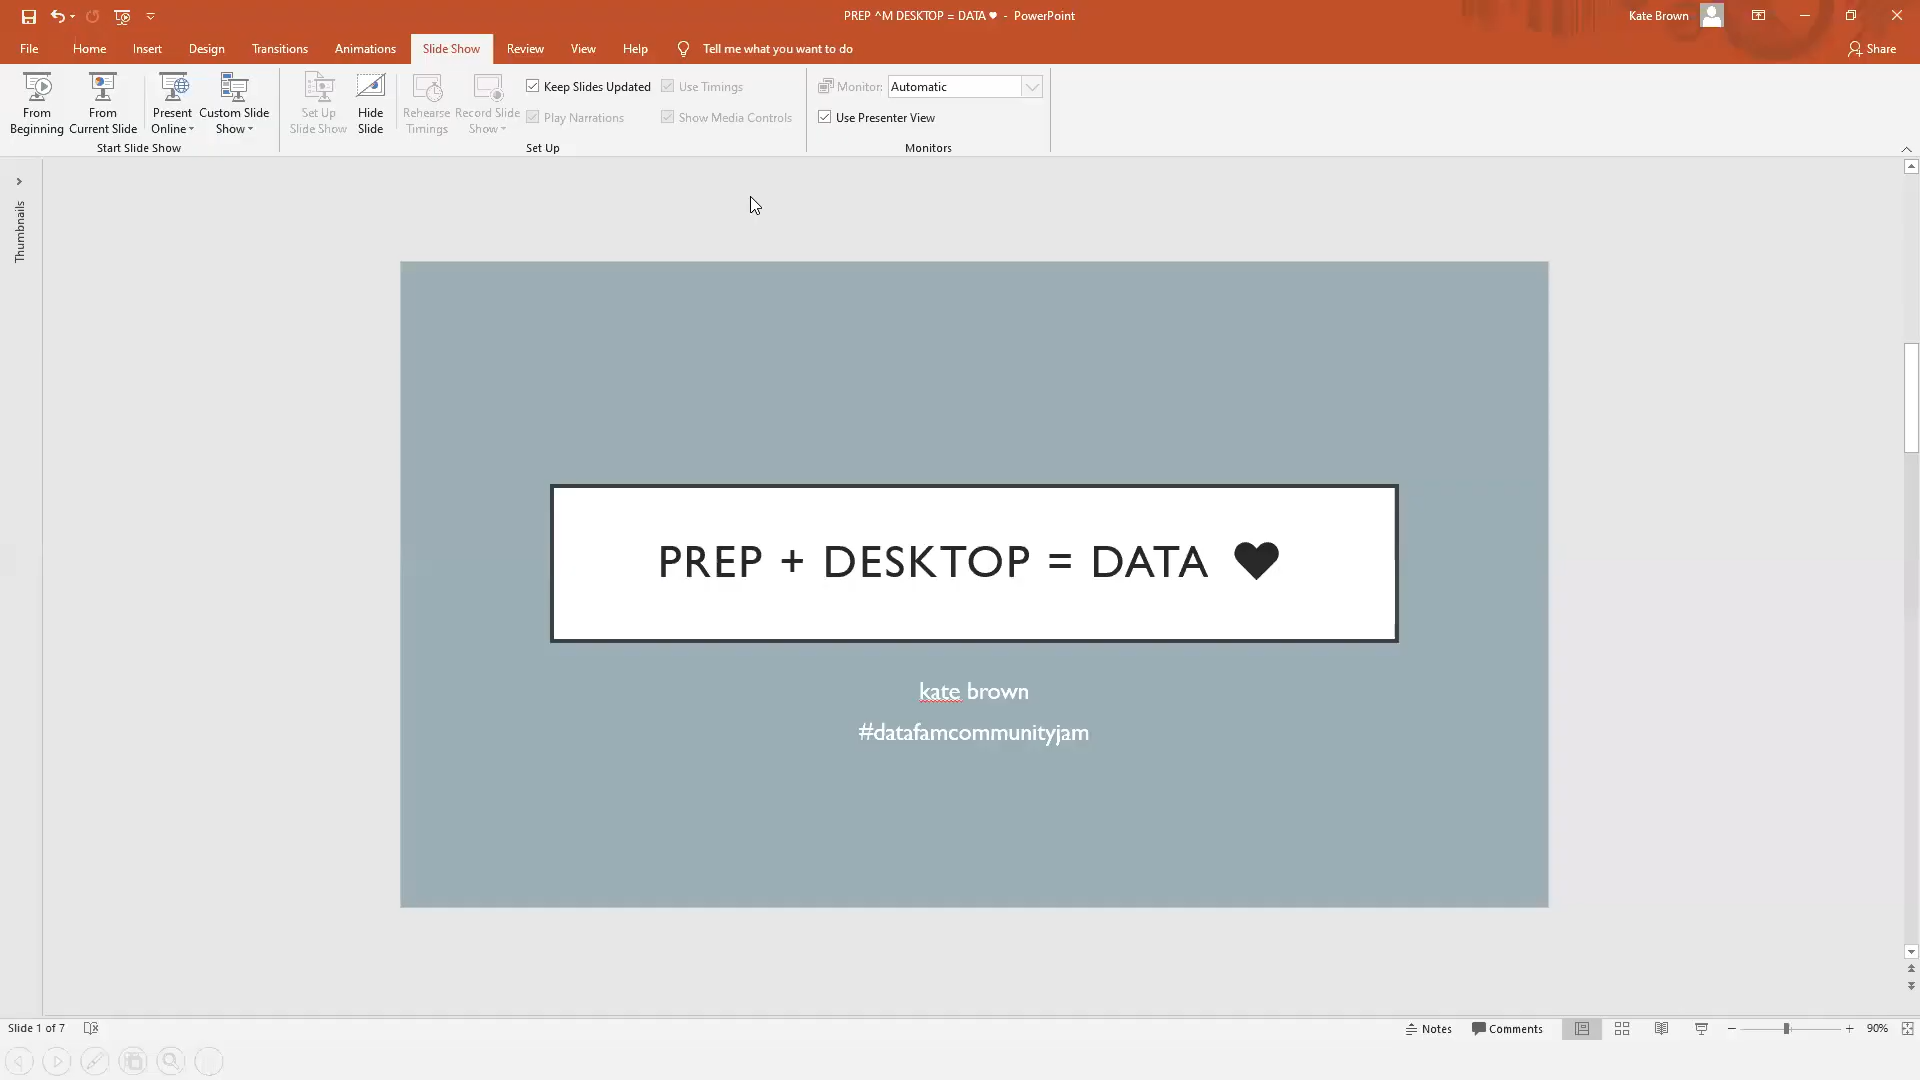 PREP ^M DESKTOP = DATA ♥ - PowerPoint
Kate Brown
File Home Insert Design Transitions Animations Slide Show Review View Help Tell me what you want to do Share
From Beginning
From Current Slide
Present Online
Custom Slide Show
Start Slide Show
Set Up Slide Show
Hide Slide
Rehearse Timings
Record Slide Show
Keep Slides Updated
Play Narrations
Use Timings
Show Media Controls
Set Up
Monitor: Automatic
Use Presenter View
Monitors
Thumbnails
PREP + DESKTOP = DATA ♥
kate brown
#datafamcommunityjam
Slide 1 of 7
Notes Comments 90%